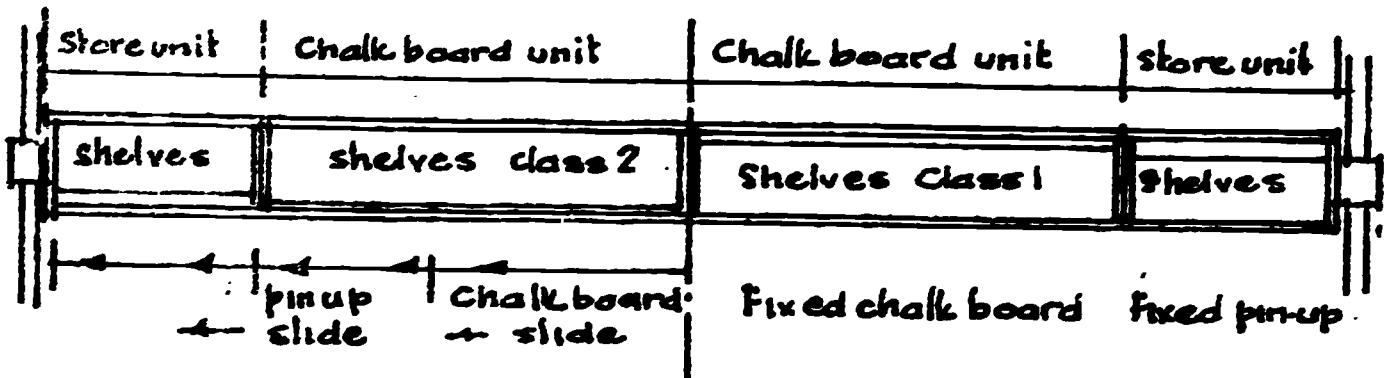 Store unit Chalk board unit Chalk board unit store unit
shelves shelves class 2 Shelves Class 1 shelves
pin up Chalk board Fixed chalk board Fixed pin-up
slide slide